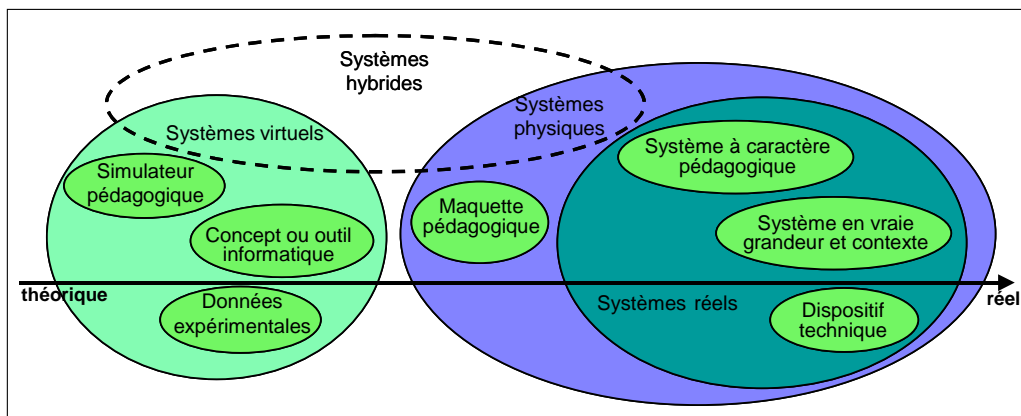 Systèmes
hybrides
Systèmes virtuels
Systèmes
physiques
Simulateur
pédagogique
Système à caractère
pédagogique
Maquette
pédagogique
Concept ou outil
informatique
Système en vraie
grandeur et contexte
théorique
réel
Données
expérimentales
Systèmes réels
Dispositif
technique